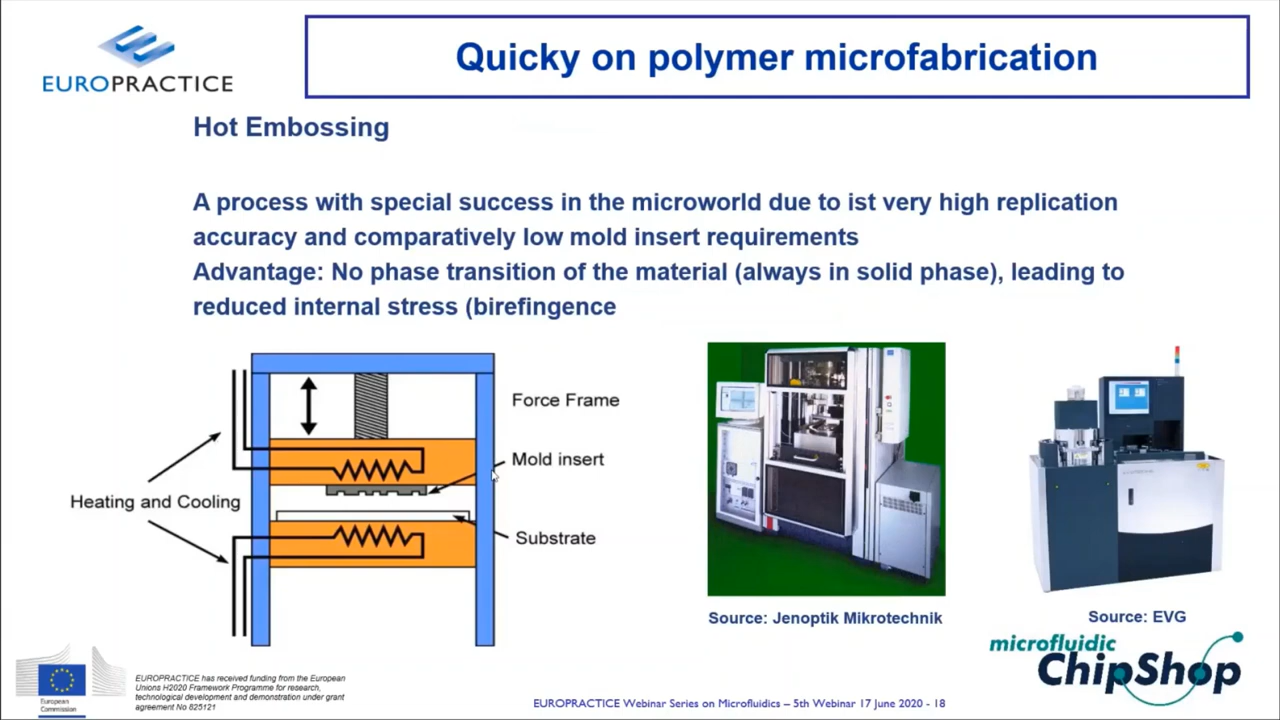 EUROPRACTICE
Quicky on polymer microfabrication
Hot Embossing
A process with special success in the microworld due to ist very high replication
accuracy and comparatively low mold insert requirements
Advantage: No phase transition of the material (always in solid phase), leading to
reduced internal stress (birefingence
Force Frame
Mold insert
Heating and Cooling
Substrate
Source: Jenoptik Mikrotechnik
Source: EVG
microfluidic
ChipShop
European
Commission
EUROPRACTICE has received funding from the European
Unions H2020 Framework Programme for research,
technological development and demonstration under grant
agreement No 825121
EUROPRACTICE Webinar Series on Microfluidics – 5th Webinar 17 June 2020 - 18